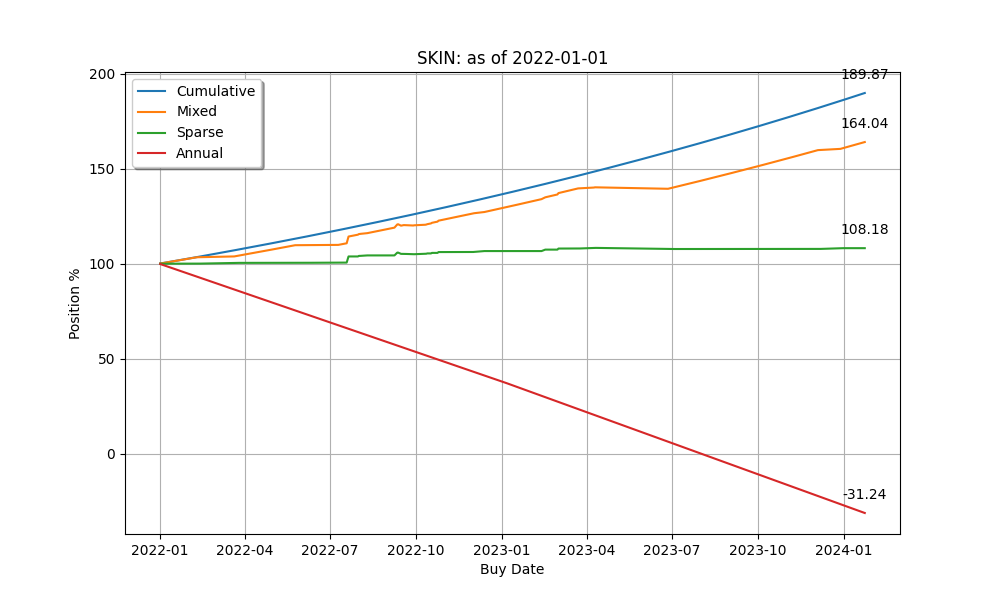 SKIN: as of 2022-01-01
Cumulative
Mixed
Sparse
Annual
189.87
164.04
108.18
-31.24
200
150
100
50
0
Position %
2022-01 2022-04 2022-07 2022-10 2023-01 2023-04 2023-07 2023-10 2024-01
Buy Date